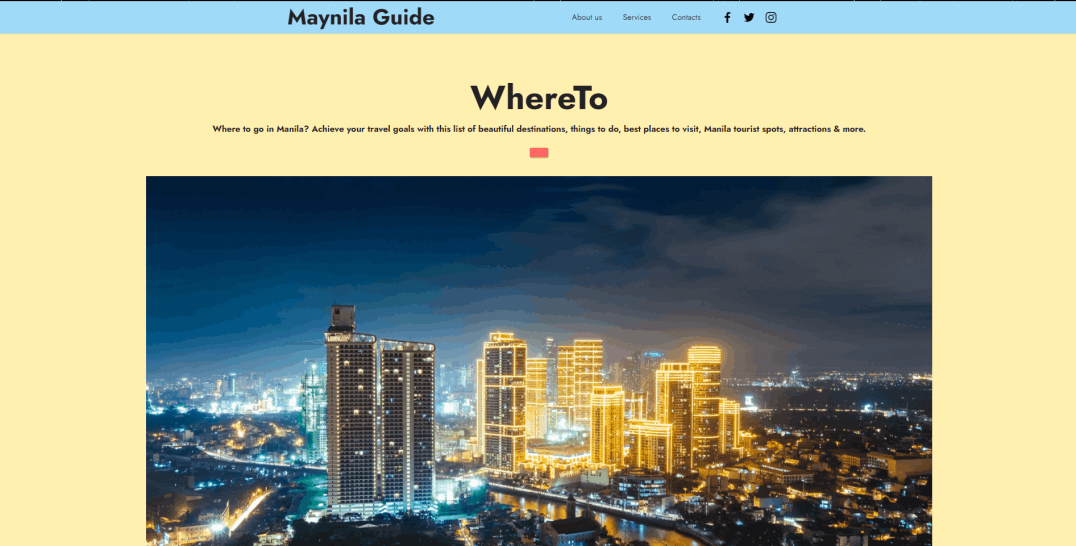 Maynila Guide
About us Services Contacts
WhereTo
Where to go in Manila? Achieve your travel goals with this list of beautiful destinations, things to do, best places to visit, Manila tourist spots, attractions & more.